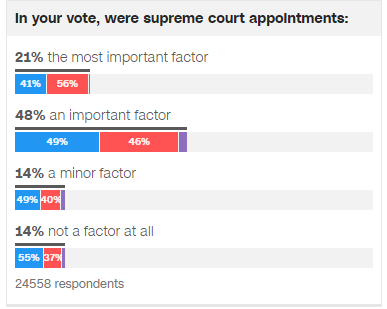 In your vote, were supreme court appointments:
21% the most important factor
41% 56%
48% an important factor
49% 46%
14% a minor factor
49% 40%
14% not a factor at all
55% 37%
24558 respondents